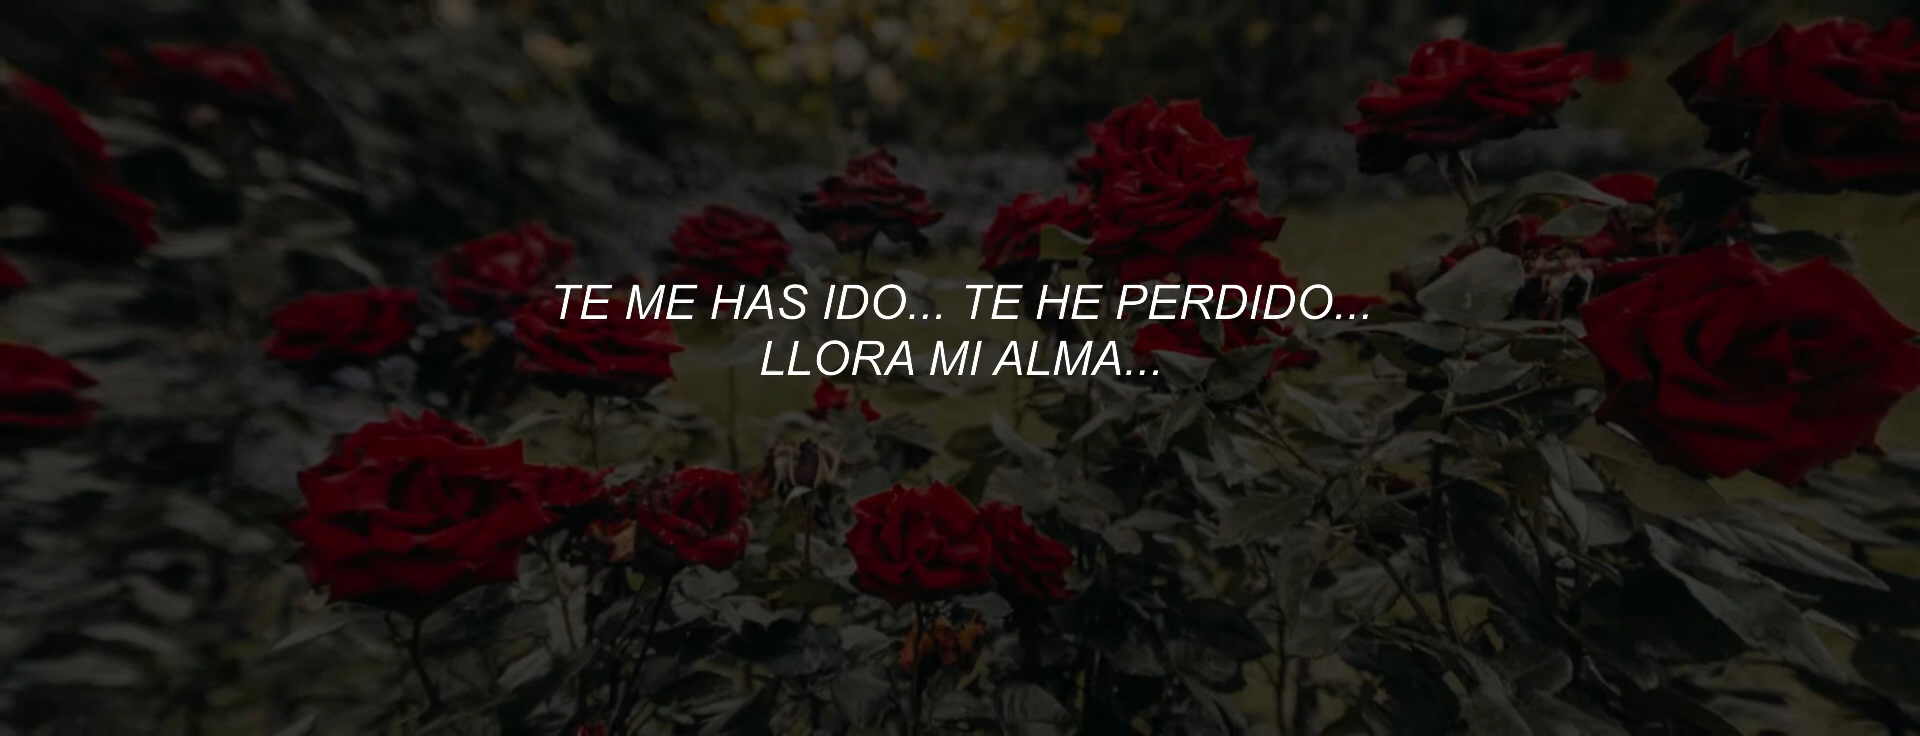 TE ME HAS IDO... TE HE PERDIDO...
LLORA MI ALMA...